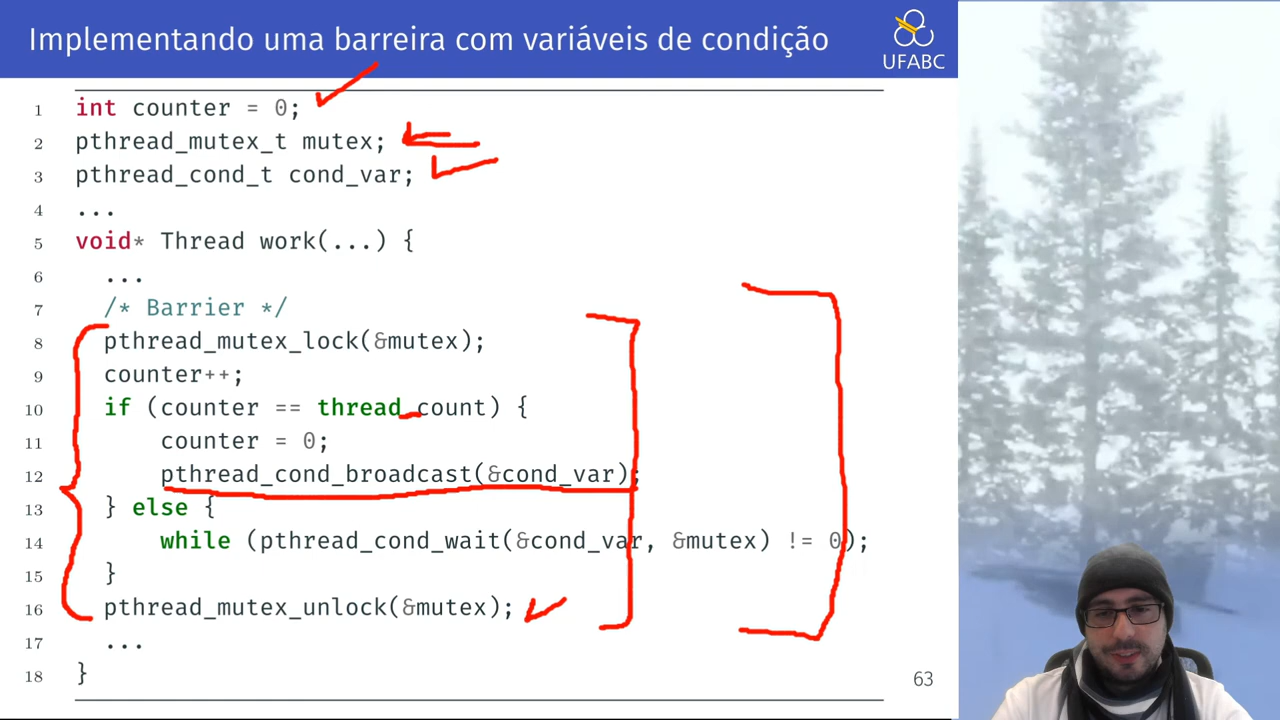 Implementando uma barreira com variáveis de condição
UFABC
1 int counter = 0;
2 pthread_mutex_t mutex;
3 pthread_cond_t cond_var;
4 ...
5 void* Thread work(...) {
6 ...
7 /* Barrier */
8 pthread_mutex_lock(&mutex);
9 counter++;
10 if (counter == thread_count) {
11 counter = 0;
12 pthread_cond_broadcast(&cond_var);
13 } else {
14 while (pthread_cond_wait(&cond_var, &mutex) != 0);
15 }
16 pthread_mutex_unlock(&mutex);
17 ...
18 }
63